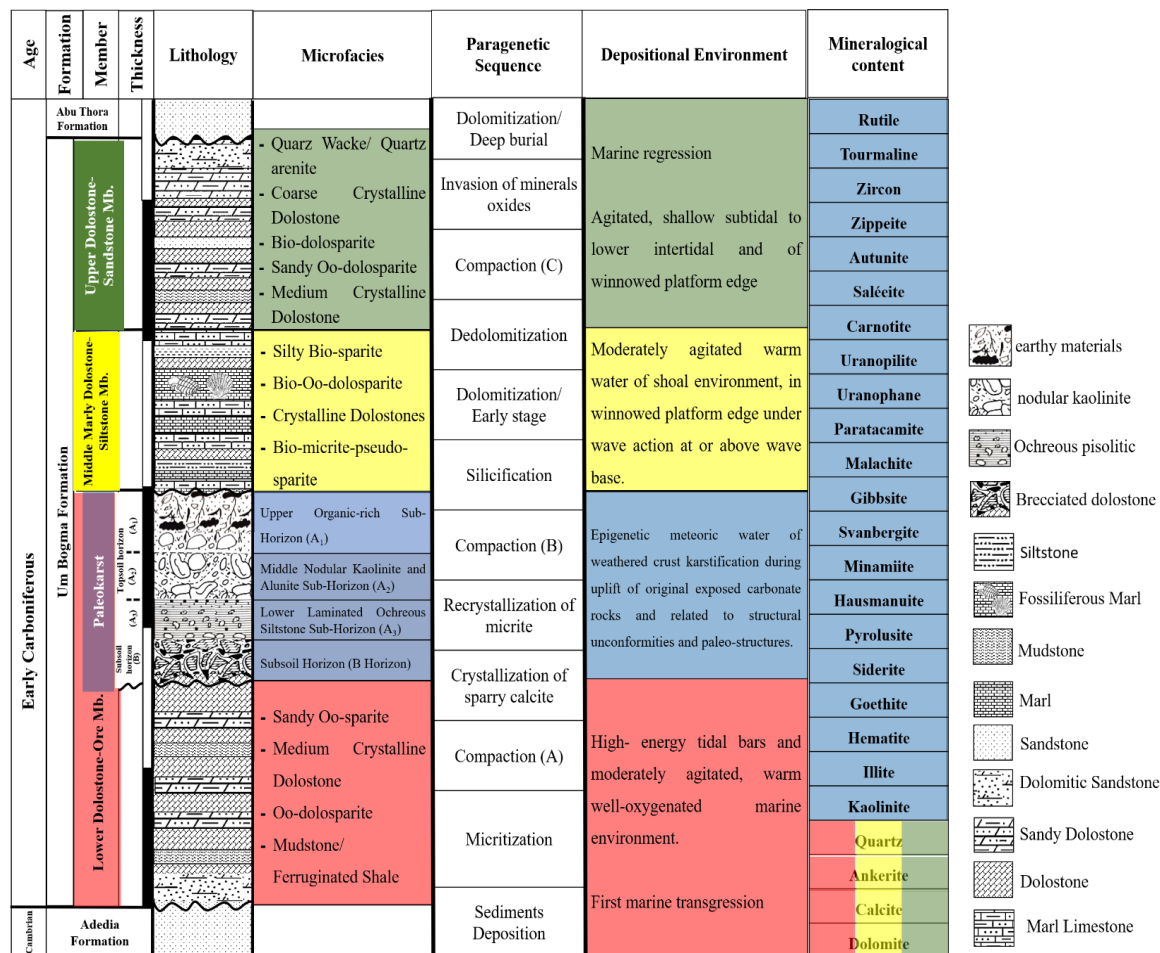 Age
Formation
Member
Thickness
Lithology
Microfacies
Paragenetic
Sequence
Depositional Environment
Mineralogical
content
Early Carboniferous
Cambrian
Abu Thora
Formation
Um Bogma Formation
Adedia
Formation
Upper Dolostone-
Sandstone Mb.
Middle Marly Dolostone-
Siltstone Mb.
Paleokarst
Lower Dolostone-Ore Mb.
Topsoil horizon
(A₁)
(A₂)
(A₃)
Subsoil
horizon
(B)
- Quarz Wacke/ Quartz
arenite
- Coarse Crystalline
Dolostone
- Bio-dolosparite
- Sandy Oo-dolosparite
- Medium Crystalline
Dolostone
- Silty Bio-sparite
- Bio-Oo-dolosparite
- Crystalline Dolostones
- Bio-micrite-pseudo-
sparite
Upper Organic-rich Sub-
Horizon (A₁)
Middle Nodular Kaolinite and
Alunite Sub-Horizon (A₂)
Lower Laminated Ochreous
Siltstone Sub-Horizon (A₃)
Subsoil Horizon (B Horizon)
- Sandy Oo-sparite
- Medium Crystalline
Dolostone
- Oo-dolosparite
- Mudstone/
Ferruginated Shale
Dolomitization/
Deep burial
Invasion of minerals
oxides
Compaction (C)
Dedolomitization
Dolomitization/
Early stage
Silicification
Compaction (B)
Recrystallization of
micrite
Crystallization of
sparry calcite
Compaction (A)
Micritization
Sediments
Deposition
Marine regression
Agitated, shallow subtidal to
lower intertidal and of
winnowed platform edge
Moderately agitated warm
water of shoal environment, in
winnowed platform edge under
wave action at or above wave
base.
Epigenetic meteoric water of
weathered crust karstification during
uplift of original exposed carbonate
rocks and related to structural
unconformities and paleo-structures.
High- energy tidal bars and
moderately agitated, warm
well-oxygenated marine
environment.
First marine transgression
Rutile
Tourmaline
Zircon
Zippeite
Autunite
Saléeite
Carnotite
Uranopilite
Uranophane
Paratacamite
Malachite
Gibbsite
Svanbergite
Minamiite
Hausmanuite
Pyrolusite
Siderite
Goethite
Hematite
Illite
Kaolinite
Quartz
Ankerite
Calcite
Dolomite
earthy materials
nodular kaolinite
Ochreous pisolitic
Brecciated dolostone
Siltstone
Fossiliferous Marl
Mudstone
Marl
Sandstone
Dolomitic Sandstone
Sandy Dolostone
Dolostone
Marl Limestone